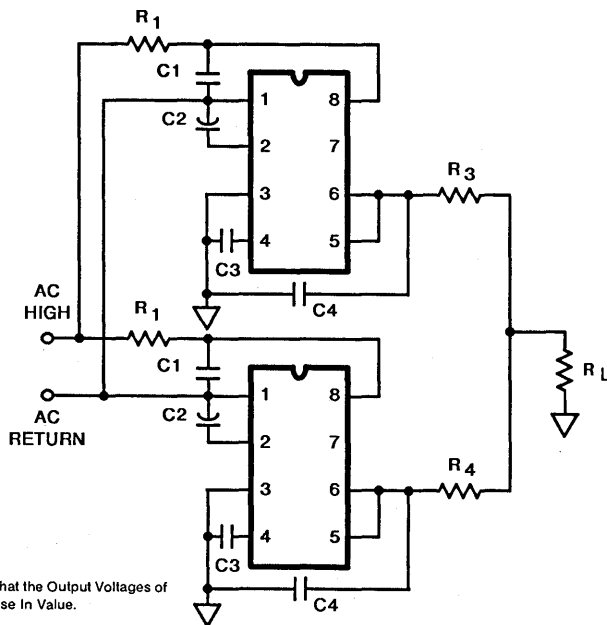 R1
C1
1
8
C2
2
7
R3
3
6
4
5
C3
AC
HIGH
R1
C4
C1
RL
1
8
AC
RETURN
C2
2
7
R4
3
6
4
5
C3
hat the Output Voltages of
se In Value.
C4